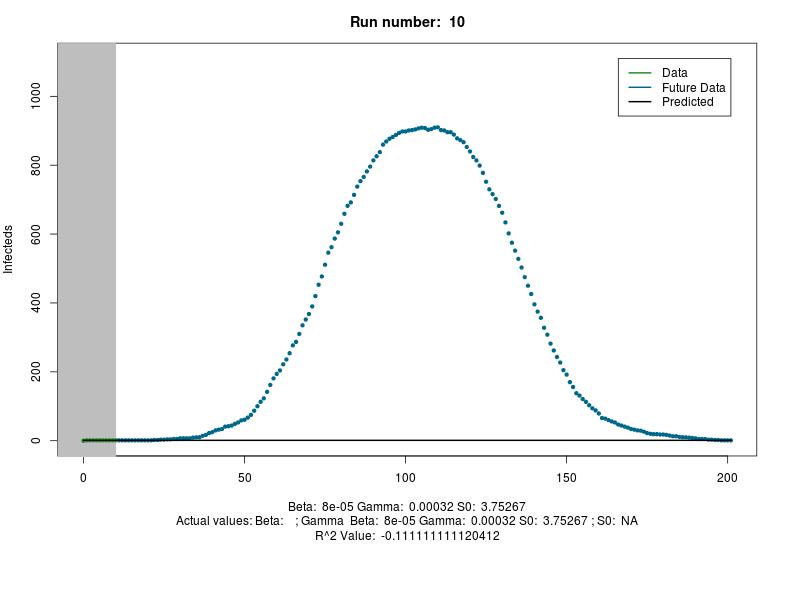 Run number: 10
Data
Future Data
Predicted
Infecteds
1000
800
600
400
200
0
0 50 100 150 200
Beta: 8e-05 Gamma: 0.00032 S0: 3.75267
Actual values: Beta: ; Gamma Beta: 8e-05 Gamma: 0.00032 S0: 3.75267 ; S0: NA
R^2 Value: -0.111111111120412